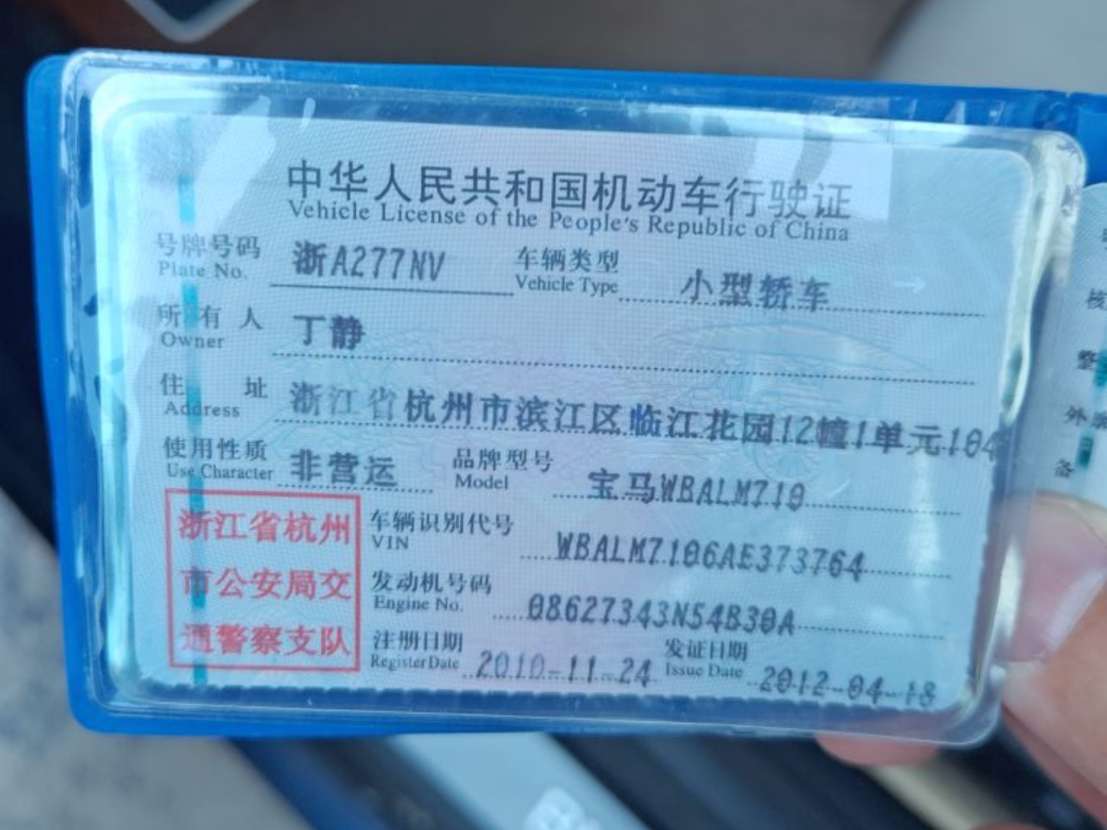 中华人民共和国机动车行驶证
Vehicle License of the People's Republic of China
号牌号码 浙A277NV 车辆类型 小型轿车
Plate No. Vehicle Type
所有人 丁静
Owner
住址 浙江省杭州市滨江区临江花园12幢1单元104
Address
使用性质 非营运 品牌型号 宝马WBALM710
Use Character Model
浙江省杭州
市公安局交
通警察支队
车辆识别代号 WBALM7106AE373764
VIN
发动机号码 08627343N54B30A
Engine No.
注册日期 2010-11-24 发证日期 2012-04-18
Register Date Issue Date
核
整
外
备